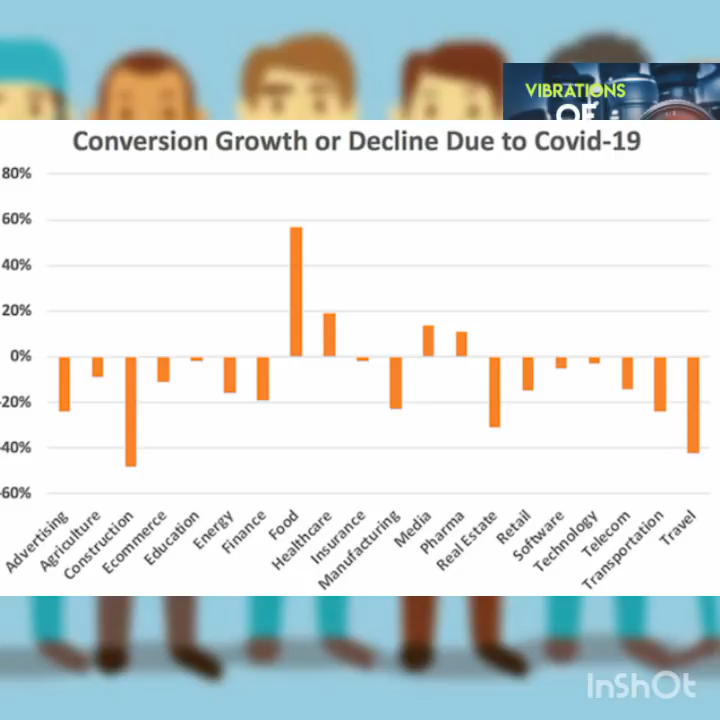 VIBRATIONS
OF
Conversion Growth or Decline Due to Covid-19
80%
60%
40%
20%
0%
-20%
-40%
-60%
Advertising
Agriculture
Construction
Ecommerce
Education
Energy
Finance
Food
Healthcare
Insurance
Manufacturing
Media
Pharma
Real Estate
Retail
Software
Technology
Telecom
Transportation
Travel
InShOt